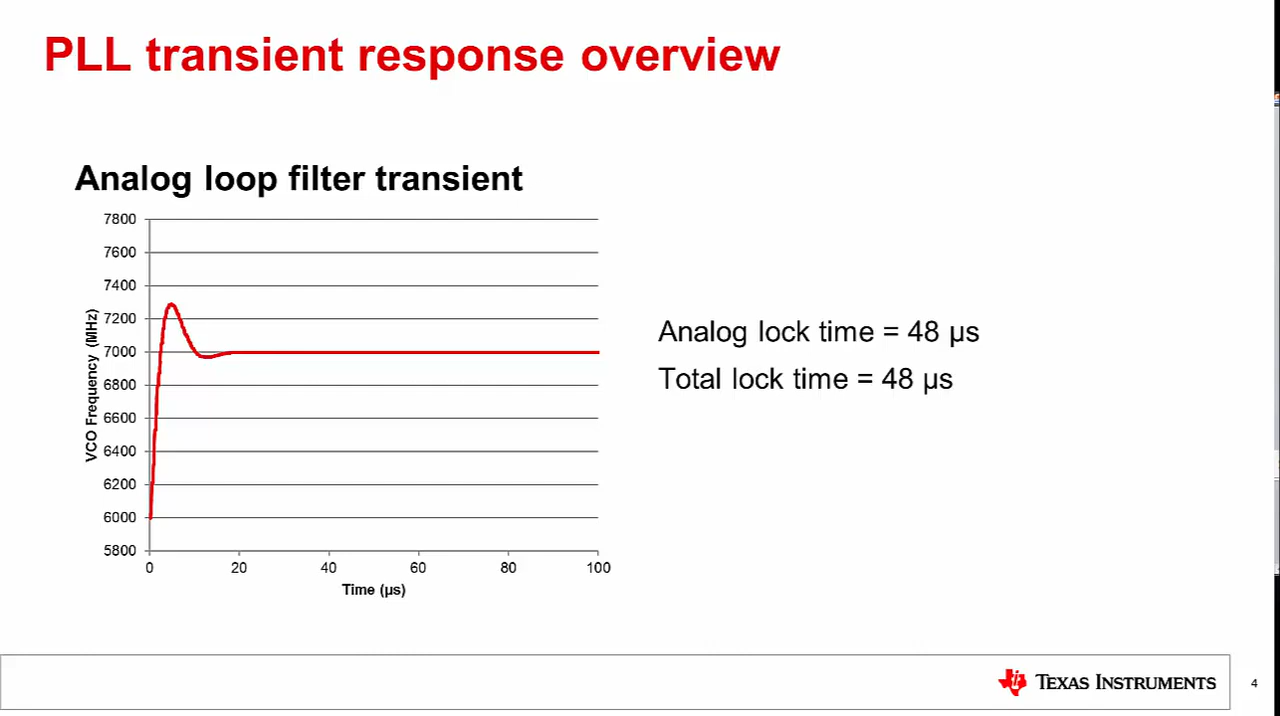 PLL transient response overview
Analog loop filter transient
7800
7600
7400
7200
7000
6800
6600
6400
6200
6000
5800
VCO Frequency (MHz)
0 20 40 60 80 100
Time (µs)
Analog lock time = 48 µs
Total lock time = 48 µs
TEXAS INSTRUMENTS
4